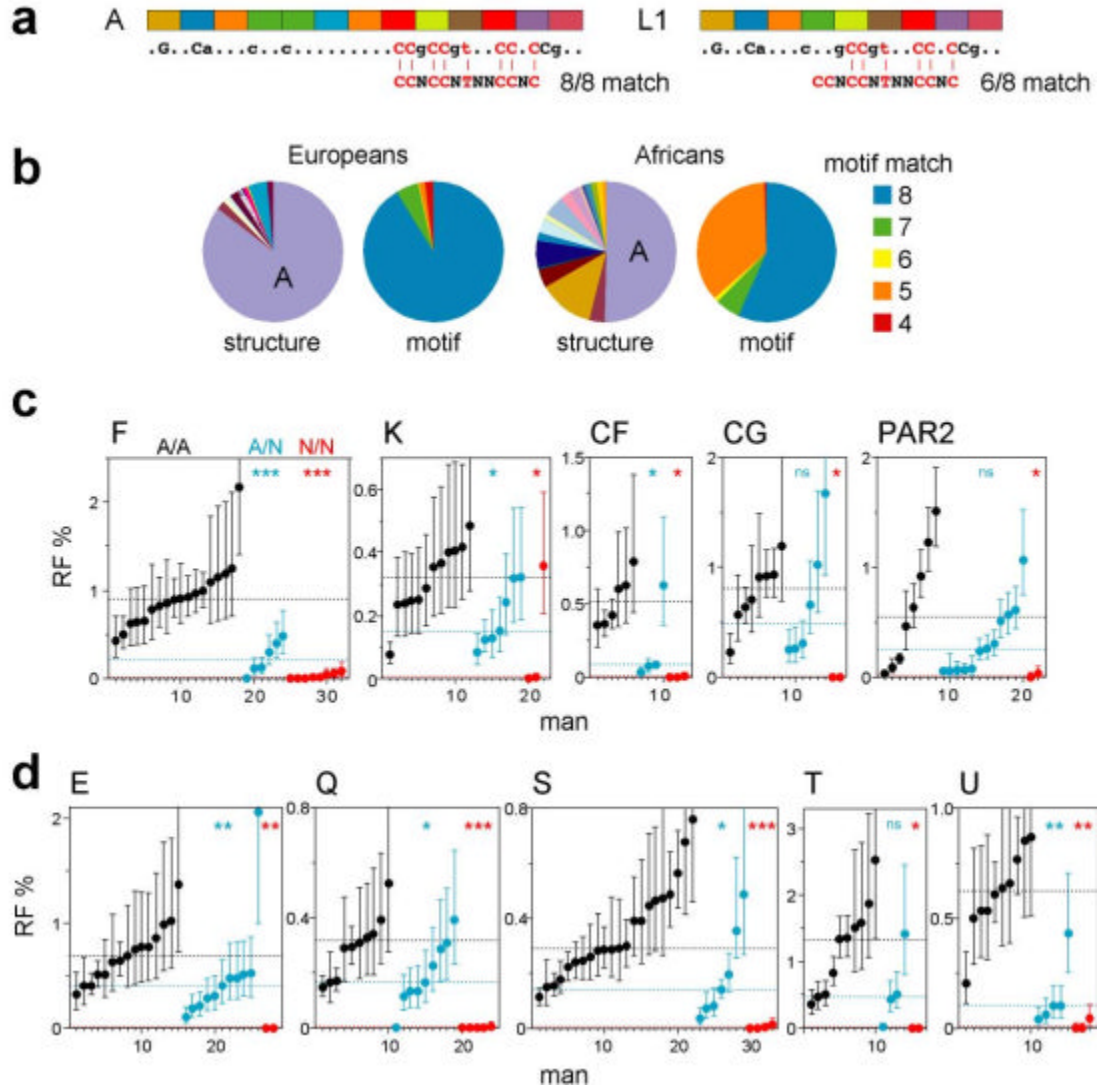 a
A
L1
.G..Ca...c..c.........CCgCCgt..CC.CCg..
CCNCCNTNNCCNC 8/8 match
.G..Ca...c..gCCgt..CC.CCg..
CCNCCNTNNCCNC 6/8 match
b
Europeans
Africans
motif match
8
7
6
5
4
A
A
structure
motif
structure
motif
c
F
K
CF
CG
PAR2
A/A
A/N
N/N
***
***
*
*
*
*
ns
*
ns
*
RF %
2
1
0
10
20
30
0.6
0.4
0.2
0
10
20
1.5
1.0
0.5
0
10
2
1
0
10
2
1
0
10
20
man
d
E
Q
S
T
U
**
**
*
***
*
***
ns
*
**
**
RF %
2
1
0
10
20
0.8
0.4
0
10
20
0.8
0.4
0
10
20
30
3
2
1
0
10
1.0
0.5
0
10
man